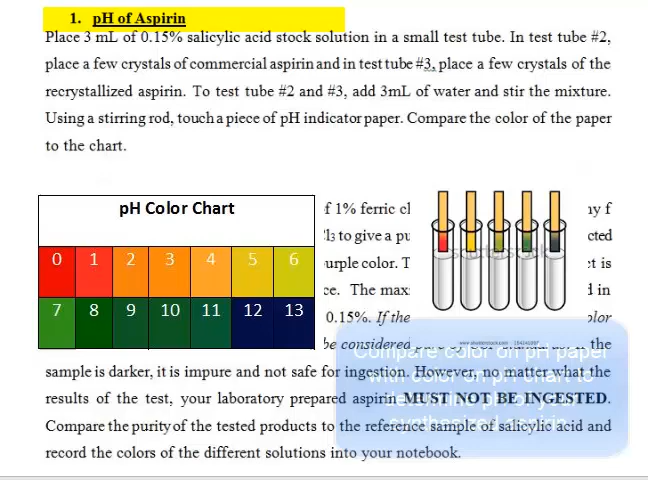 1. pH of Aspirin
Place 3 mL of 0.15% salicylic acid stock solution in a small test tube. In test tube #2,
place a few crystals of commercial aspirin and in test tube #3, place a few crystals of the
recrystallized aspirin. To test tube #2 and #3, add 3mL of water and stir the mixture.
Using a stirring rod, touch a piece of pH indicator paper. Compare the color of the paper
to the chart.
pH Color Chart
0 1 2 3 4 5 6
7 8 9 10 11 12 13
f 1% ferric cl
to give a pu
urple color. T
ce. The max
0.15%. If the
be considered
ny f
cted
t is
d in
olor
the
shutterstock
Compare color on pH paper
with color on pH chart to
sample is darker, it is impure and not safe for ingestion. However, no matter what the
results of the test, your laboratory prepared aspirin MUST NOT BE INGESTED.
Compare the purity of the tested products to the reference sample of salicylic acid and
record the colors of the different solutions into your notebook.